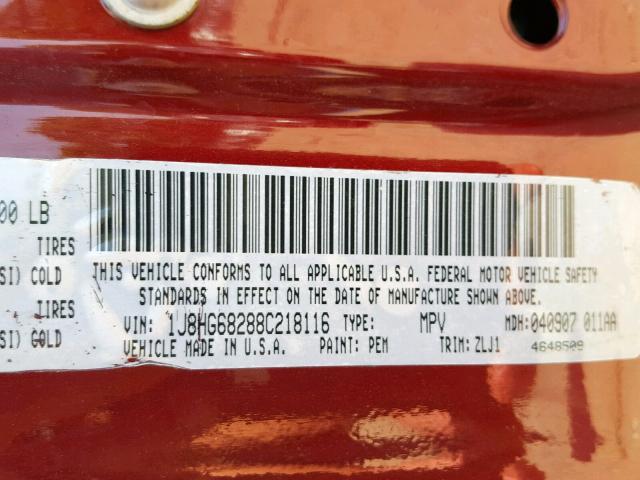 00 LB
TIRES
SI) COLD
TIRES
SI) COLD
THIS VEHICLE CONFORMS TO ALL APPLICABLE U.S.A. FEDERAL MOTOR VEHICLE SAFETY
STANDARDS IN EFFECT ON THE DATE OF MANUFACTURE SHOWN ABOVE.
VIN: 1J8HG68288C218116 TYPE: MPV MDH: 040907 011AA
VEHICLE MADE IN U.S.A. PAINT: PEM TRIM: ZLJ1 4648509